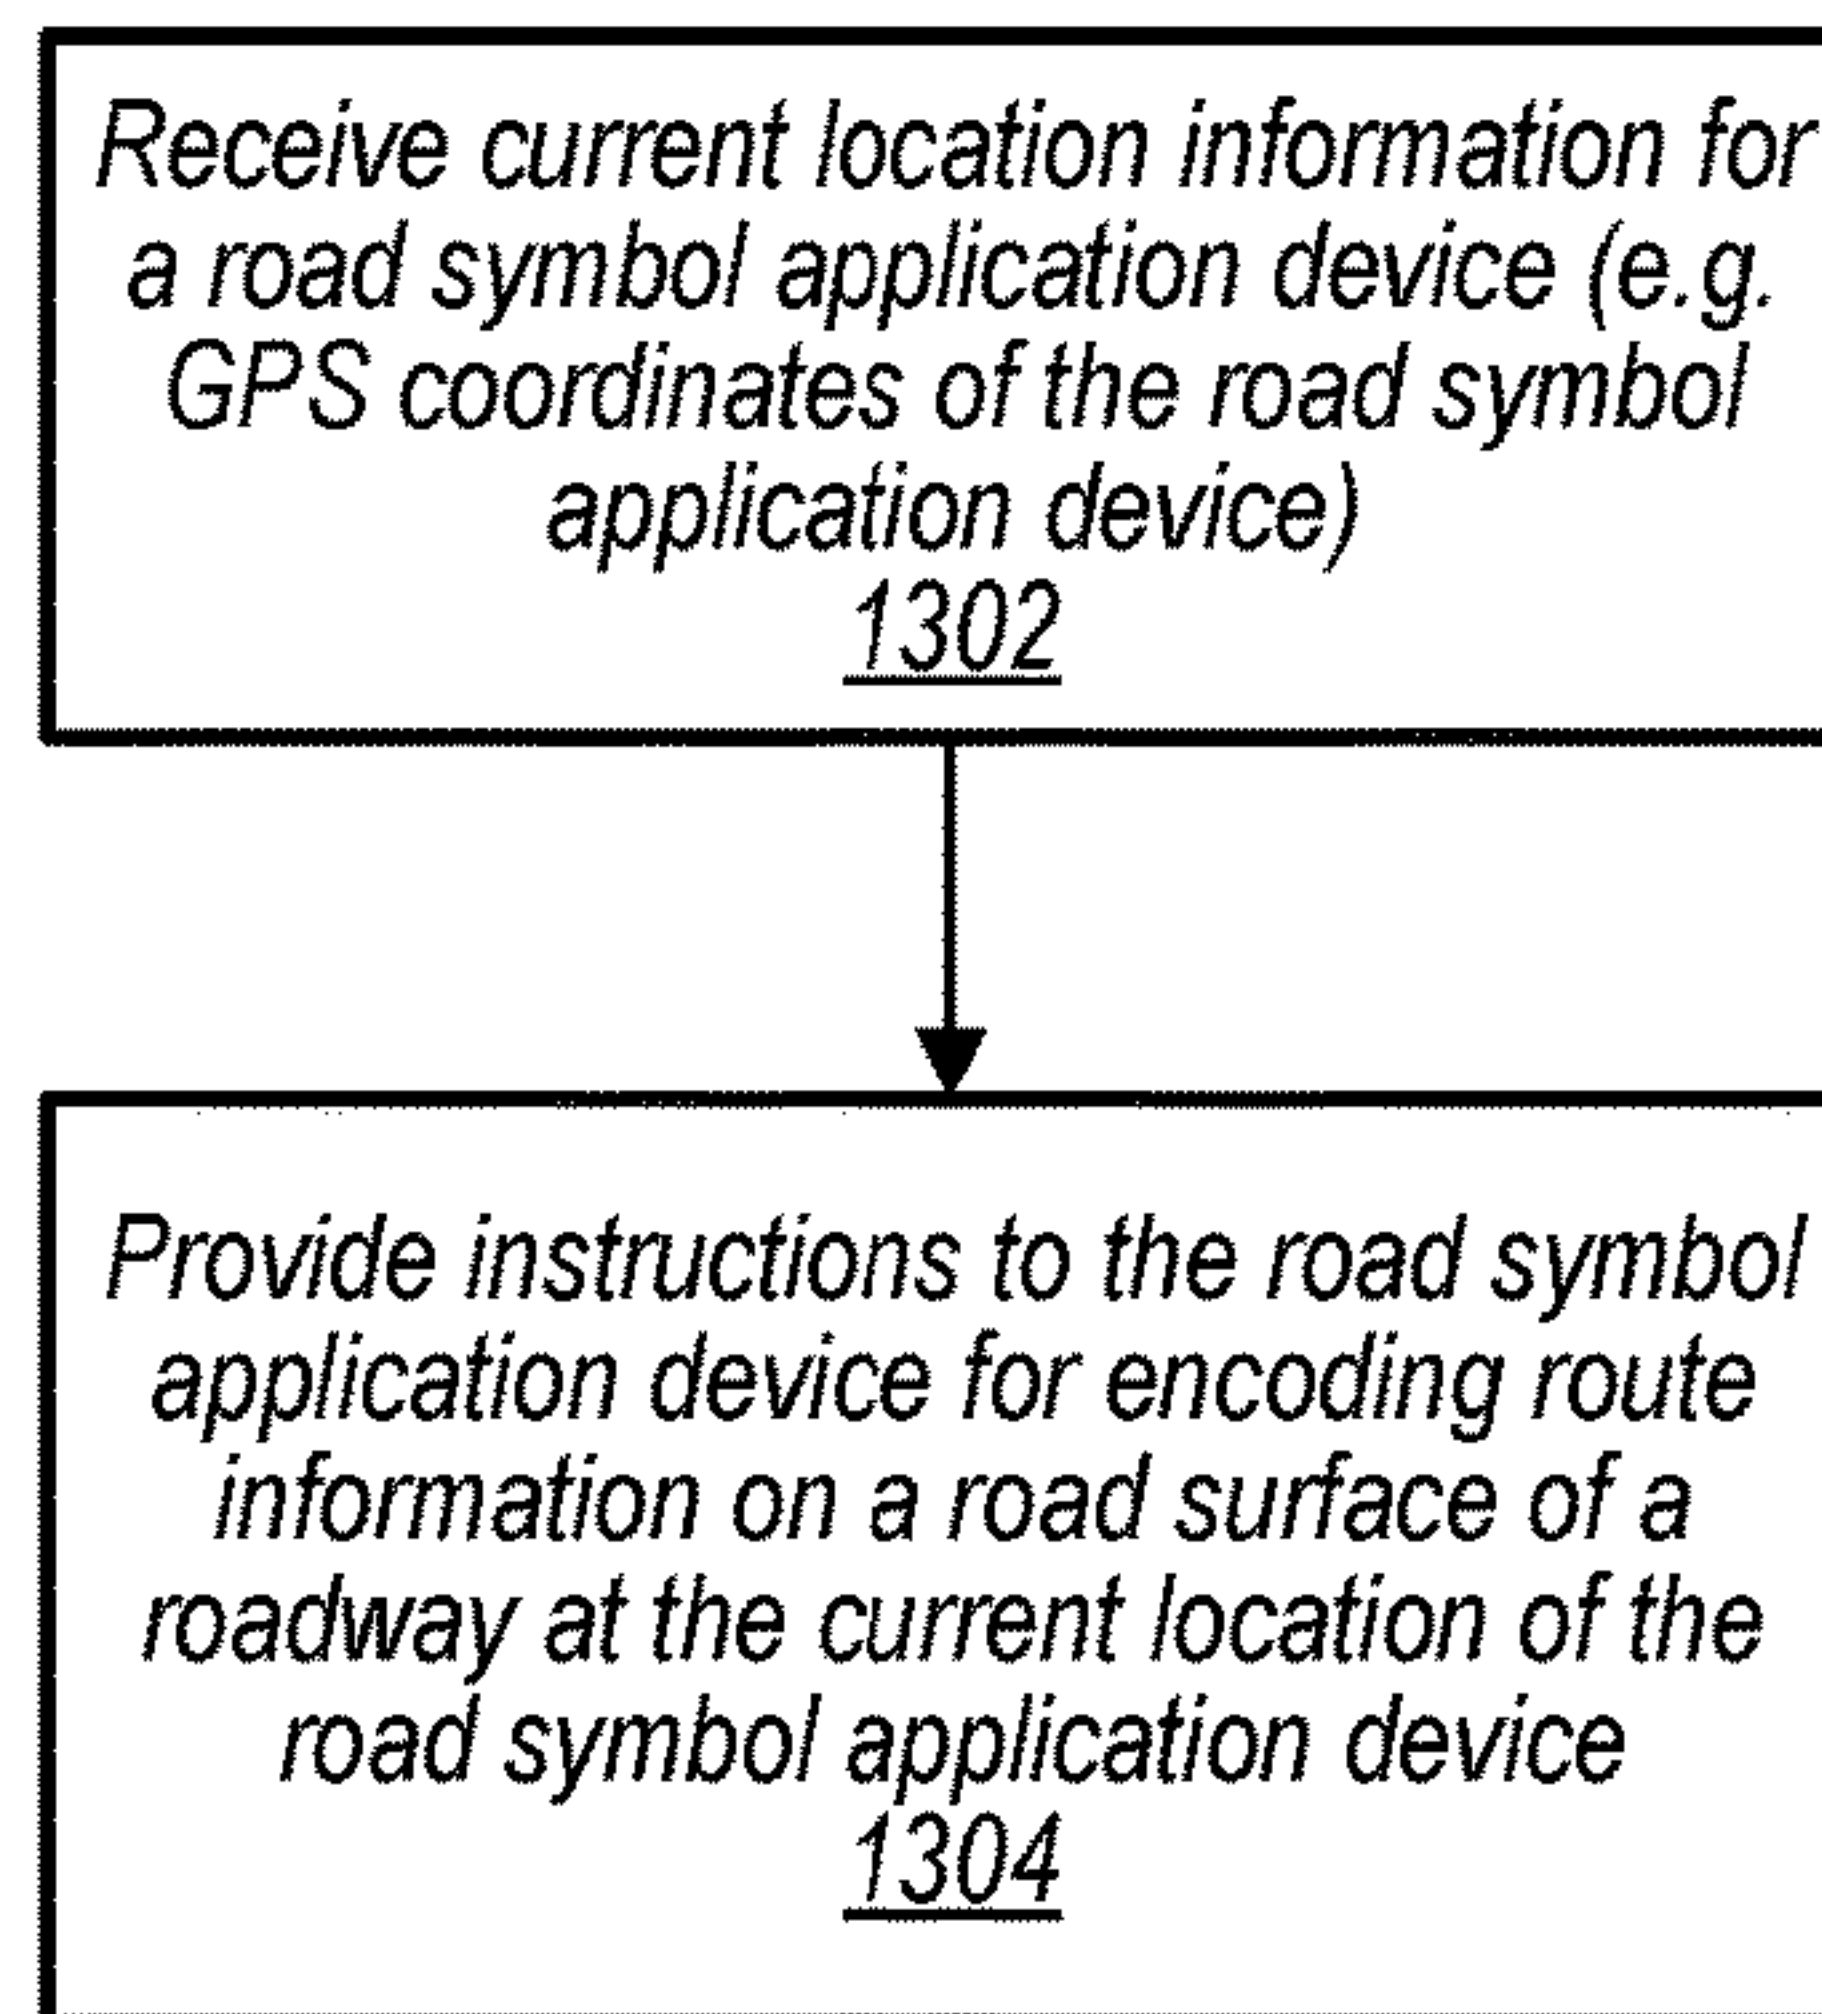 Receive current location information for
a road symbol application device (e.g.
GPS coordinates of the road symbol
application device)
1302
Provide instructions to the road symbol
application device for encoding route
information on a road surface of a
roadway at the current location of the
road symbol application device
1304